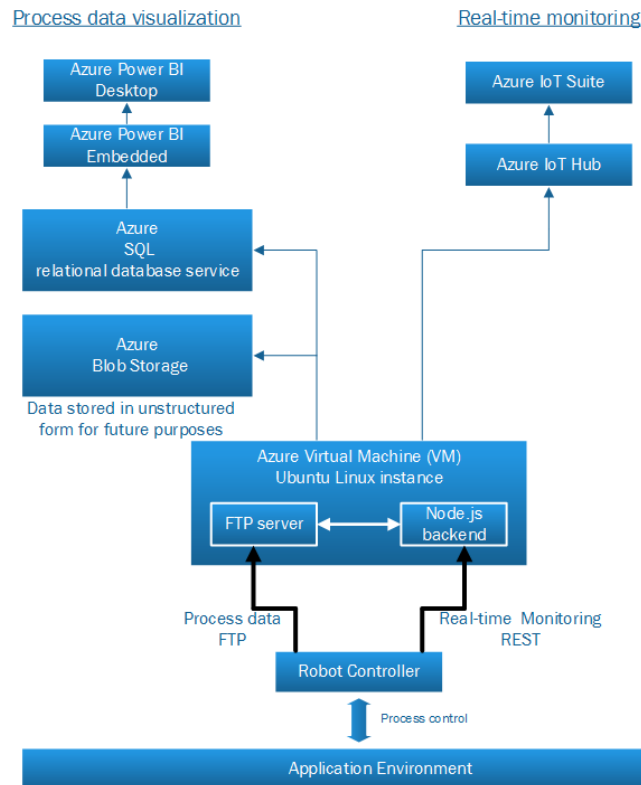 Process data visualization
Real-time monitoring
Azure Power BI
Desktop
Azure Power BI
Embedded
Azure
SQL
relational database service
Azure
Blob Storage
Data stored in unstructured
form for future purposes
Azure IoT Suite
Azure IoT Hub
Azure Virtual Machine (VM)
Ubuntu Linux instance
FTP server
Node.js
backend
Process data
FTP
Real-time Monitoring
REST
Robot Controller
Process control
Application Environment